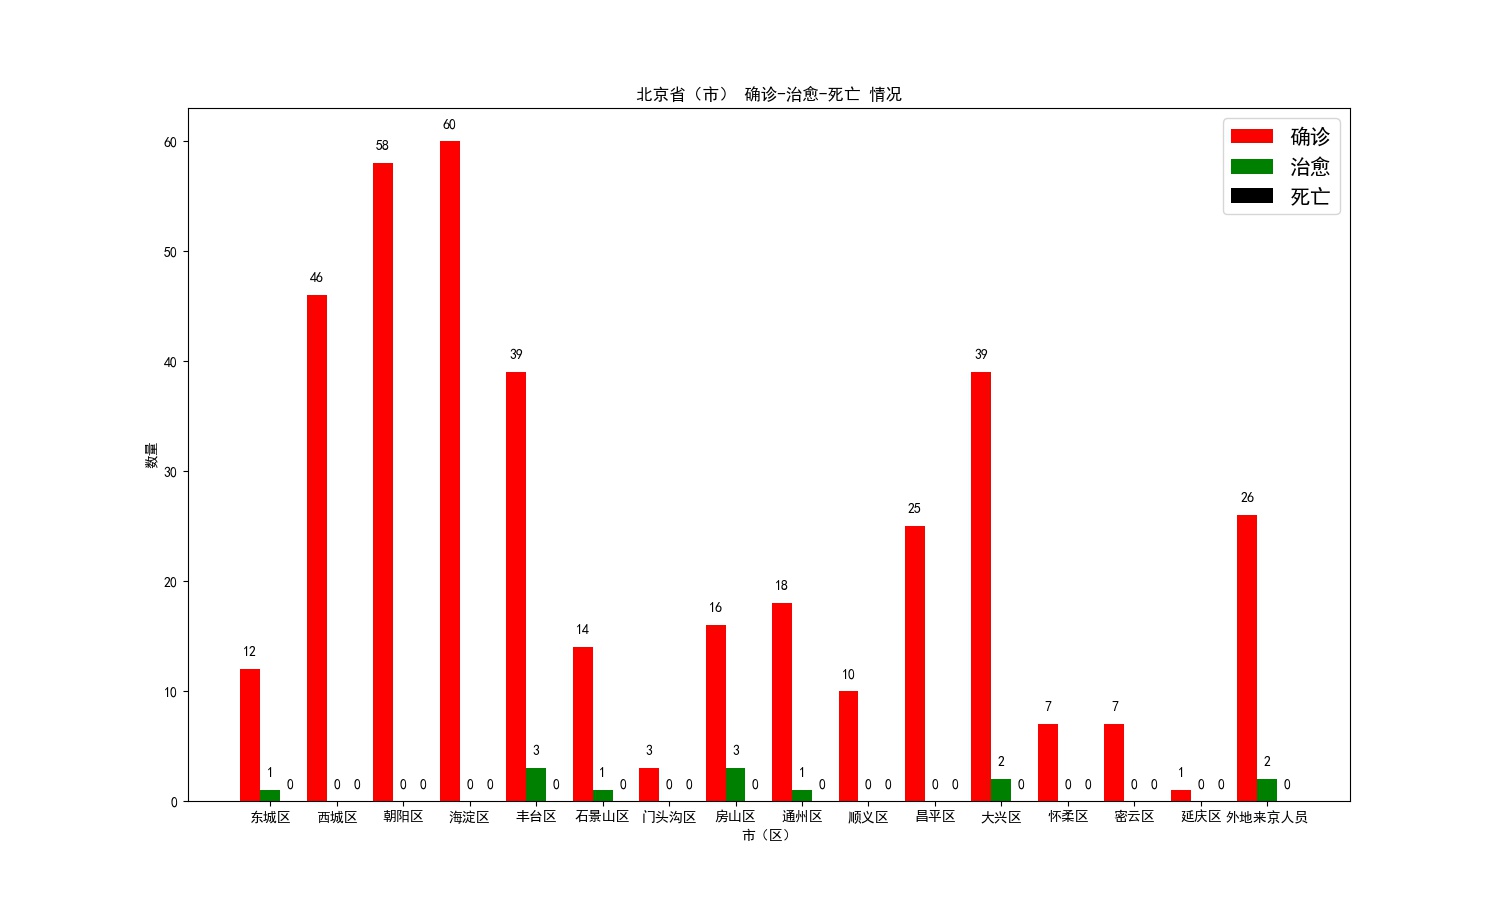 北京省（市） 确诊-治愈-死亡 情况
确诊
治愈
死亡
数量
60
50
40
30
20
10
0
12 1 0
46 0 0
58 0 0
60 0 0
39 3 0
14 1 0
3 0 0
16 3 0
18 1 0
10 0 0
25 0 0
39 2 0
7 0 0
7 0 0
1 0 0
26 2 0
东城区 西城区 朝阳区 海淀区 丰台区 石景山区 门头沟区 房山区 通州区 顺义区 昌平区 大兴区 怀柔区 密云区 延庆区 外地来京人员
市（区）